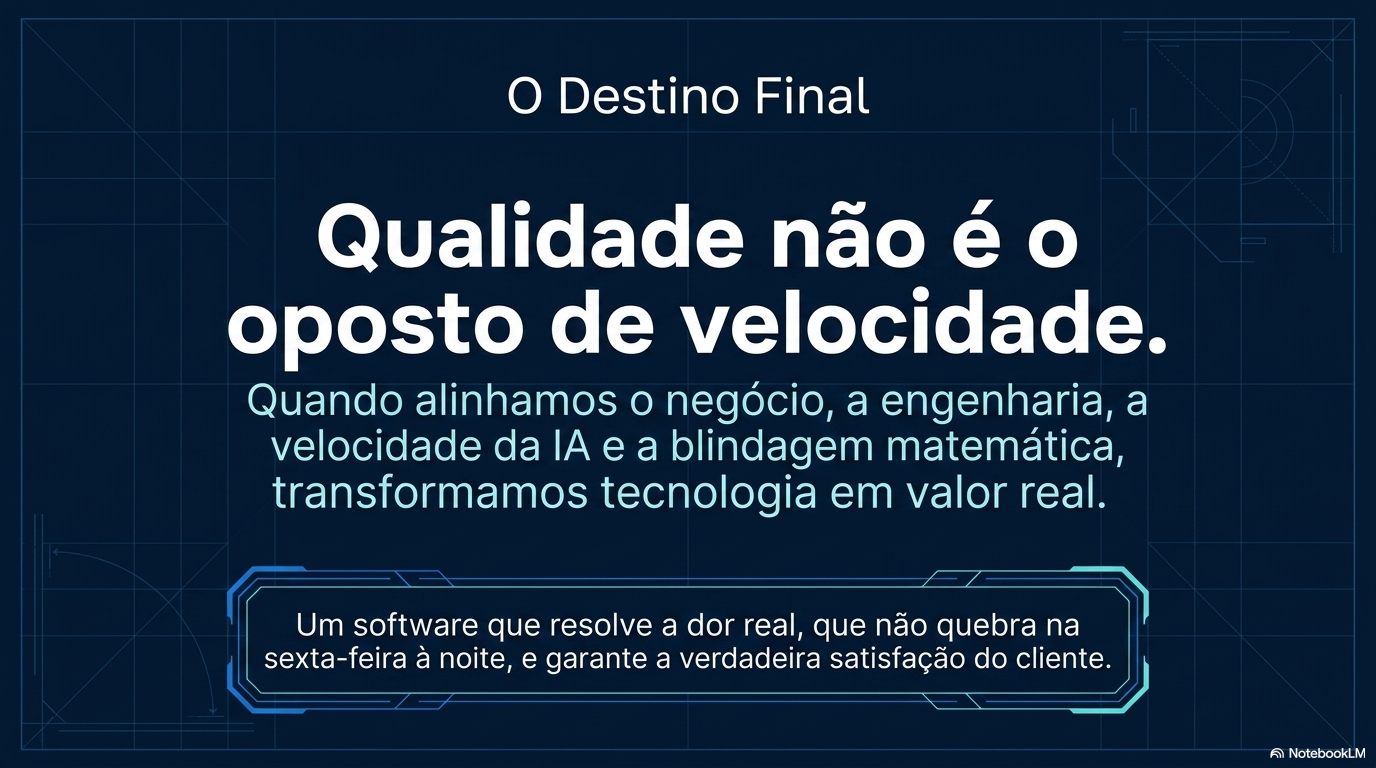 O Destino Final
Qualidade não é o
oposto de velocidade.
Quando alinhamos o negócio, a engenharia, a
velocidade da IA e a blindagem matemática,
transformamos tecnologia em valor real.
Um software que resolve a dor real, que não quebra na
sexta-feira à noite, e garante a verdadeira satisfação do cliente.
NotebookLM